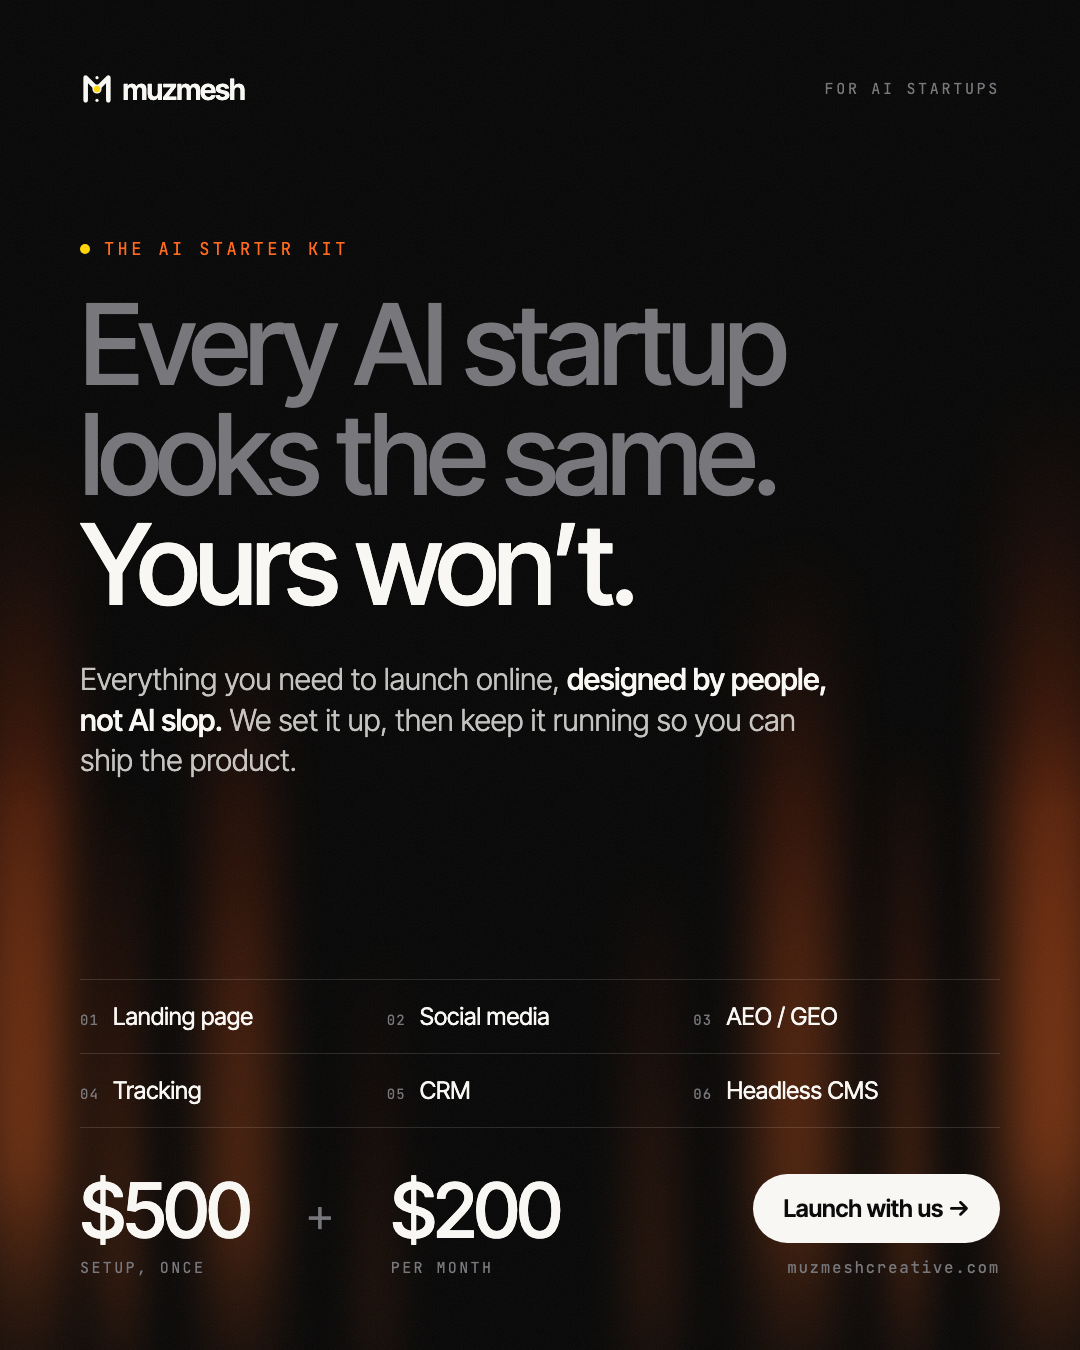 muzmesh
FOR AI STARTUPS
THE AI STARTER KIT
Every AI startup
looks the same.
Yours won’t.
Everything you need to launch online, designed by people,
not AI slop. We set it up, then keep it running so you can
ship the product.
01 Landing page
02 Social media
03 AEO / GEO
04 Tracking
05 CRM
06 Headless CMS
$500 + $200
SETUP, ONCE
PER MONTH
Launch with us →
muzmeshcreative.com